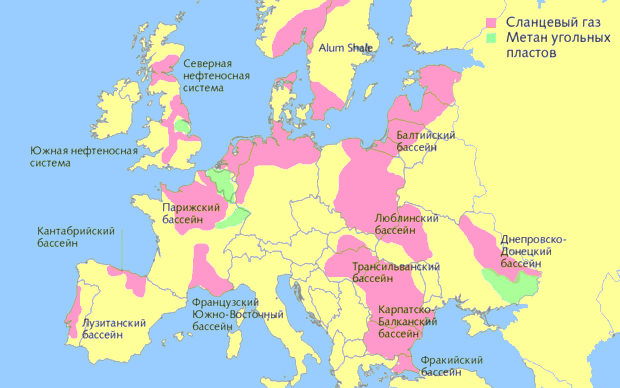 Сланцевый газ
Метан угольных
пластов
Alum Shale
Северная
нефтеносная
система
Южная нефтеносная
система
Балтийский
бассейн
Парижский
бассейн
Люблинский
бассейн
Кантабрийский
бассейн
Днепровско-
Донецкий
бассейн
Трансильванский
бассейн
Французский
Юго-Восточный
бассейн
Карпатско-
Балканский
бассейн
Лузитанский
бассейн
Фракийский
бассейн